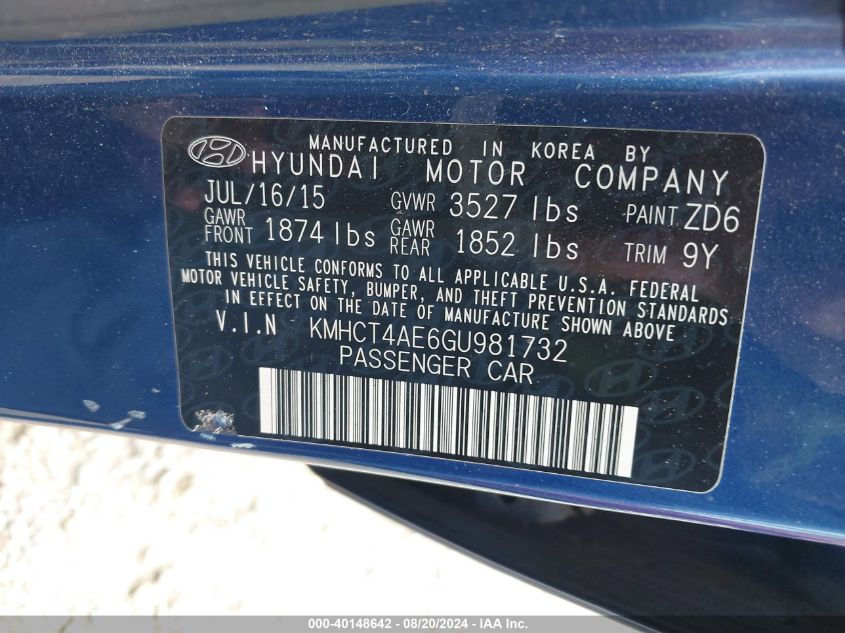 MANUFACTURED IN KOREA BY
HYUNDAI MOTOR COMPANY
JUL/16/15 GVWR 3527 lbs PAINT ZD6
GAWR FRONT 1874 lbs GAWR REAR 1852 lbs TRIM 9Y
THIS VEHICLE CONFORMS TO ALL APPLICABLE U.S.A. FEDERAL
MOTOR VEHICLE SAFETY, BUMPER, AND THEFT PREVENTION STANDARDS
IN EFFECT ON THE DATE OF MANUFACTURE SHOWN ABOVE
V.I.N KMHCT4AE6GU981732
PASSENGER CAR
000-40148642 - 08/20/2024 - IAA Inc.